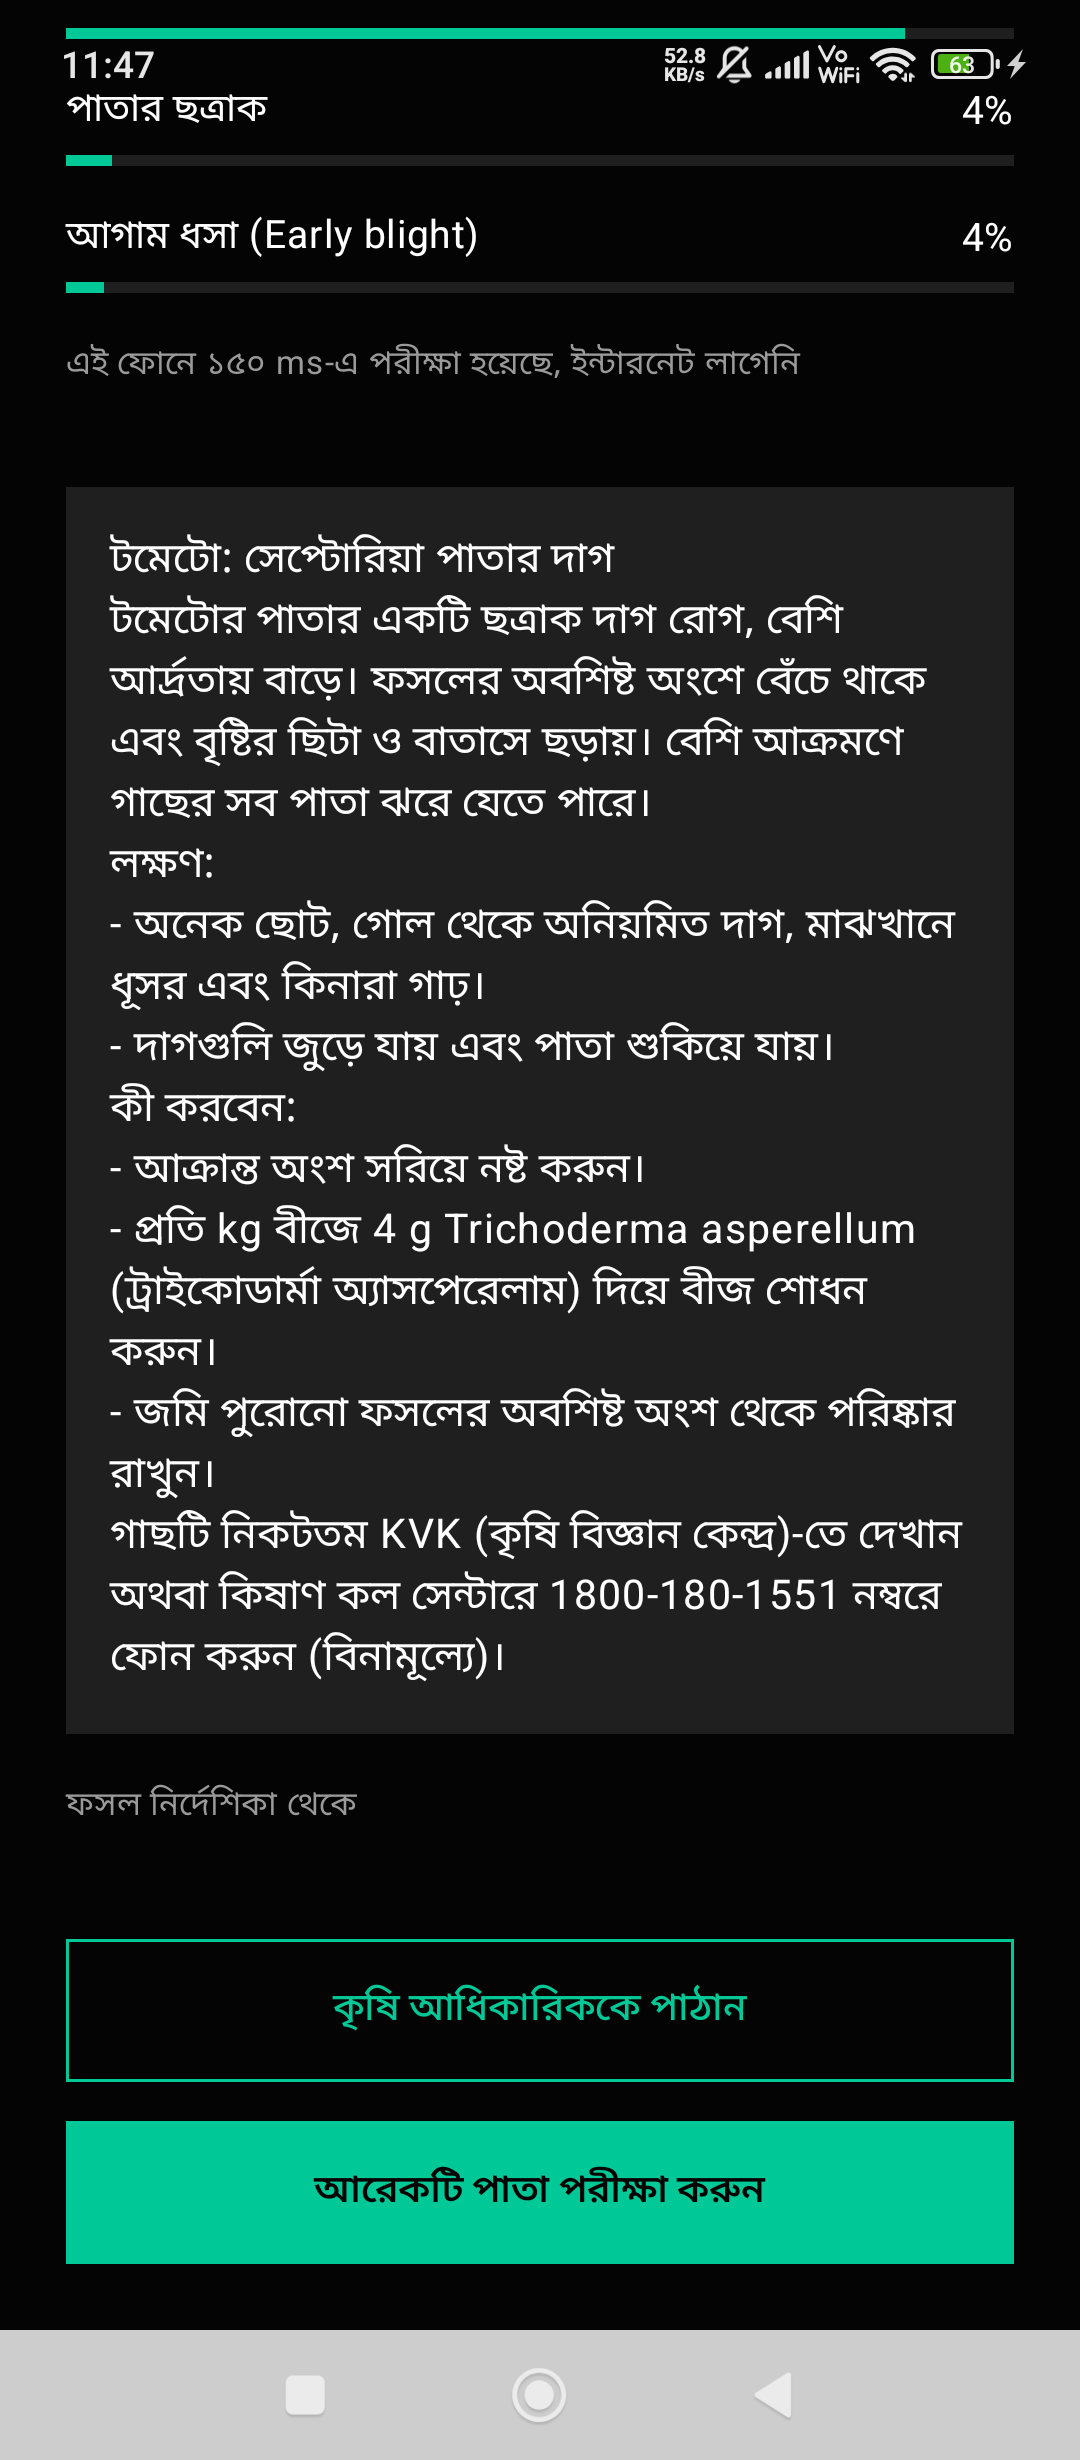 11:47
52.8 KB/s
Vo WiFi
63
পাতার ছত্রাক 4%
আগাম ধসা (Early blight) 4%
এই ফোনে ১৫০ ms-এ পরীক্ষা হয়েছে, ইন্টারনেট লাগেনি
টমেটো: সেপ্টোরিয়া পাতার দাগ
টমেটোর পাতার একটি ছত্রাক দাগ রোগ, বেশি
আর্দ্রতায় বাড়ে। ফসলের অবশিষ্ট অংশে বেঁচে থাকে
এবং বৃষ্টির ছিটা ও বাতাসে ছড়ায়। বেশি আক্রমণে
গাছের সব পাতা ঝরে যেতে পারে।
লক্ষণ:
- অনেক ছোট, গোল থেকে অনিয়মিত দাগ, মাঝখানে
ধূসর এবং কিনারা গাঢ়।
- দাগগুলি জুড়ে যায় এবং পাতা শুকিয়ে যায়।
কী করবেন:
- আক্রান্ত অংশ সরিয়ে নষ্ট করুন।
- প্রতি kg বীজে 4 g Trichoderma asperellum
(ট্রাইকোডার্মা অ্যাসপেরেলাম) দিয়ে বীজ শোধন
করুন।
- জমি পুরোনো ফসলের অবশিষ্ট অংশ থেকে পরিষ্কার
রাখুন।
গাছটি নিকটতম KVK (কৃষি বিজ্ঞান কেন্দ্র)-তে দেখান
অথবা কিষাণ কল সেন্টারে 1800-180-1551 নম্বরে
ফোন করুন (বিনামূল্যে)।
ফসল নির্দেশিকা থেকে
কৃষি আধিকারিককে পাঠান
আরেকটি পাতা পরীক্ষা করুন